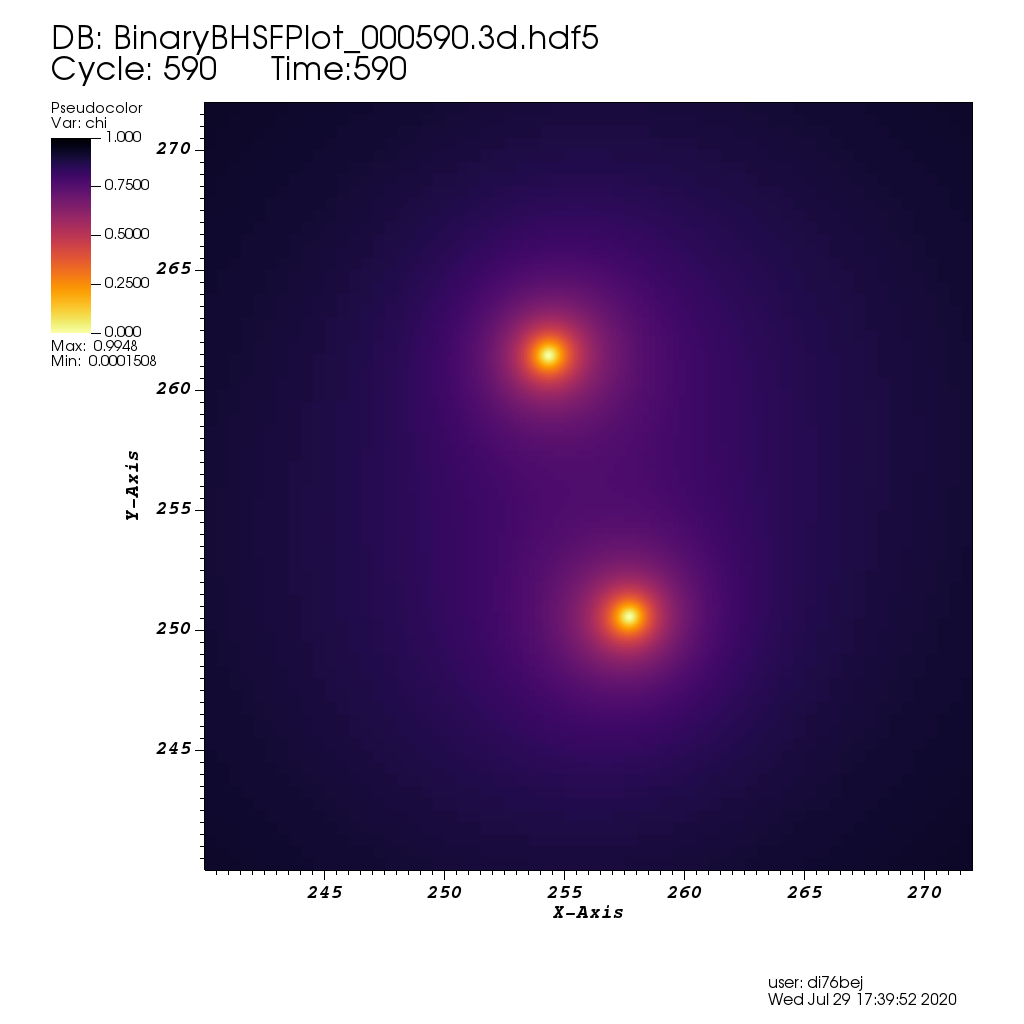 DB: BinaryBHSFPlot_000590.3d.hdf5
Cycle: 590 Time:590
Pseudocolor
Var: chi
1.000
0.7500
0.5000
0.2500
0.000
Max: 0.9948
Min: 0.0001508
270
265
260
255
250
245
Y-Axis
245 250 255 260 265 270
X-Axis
user: di76bej
Wed Jul 29 17:39:52 2020